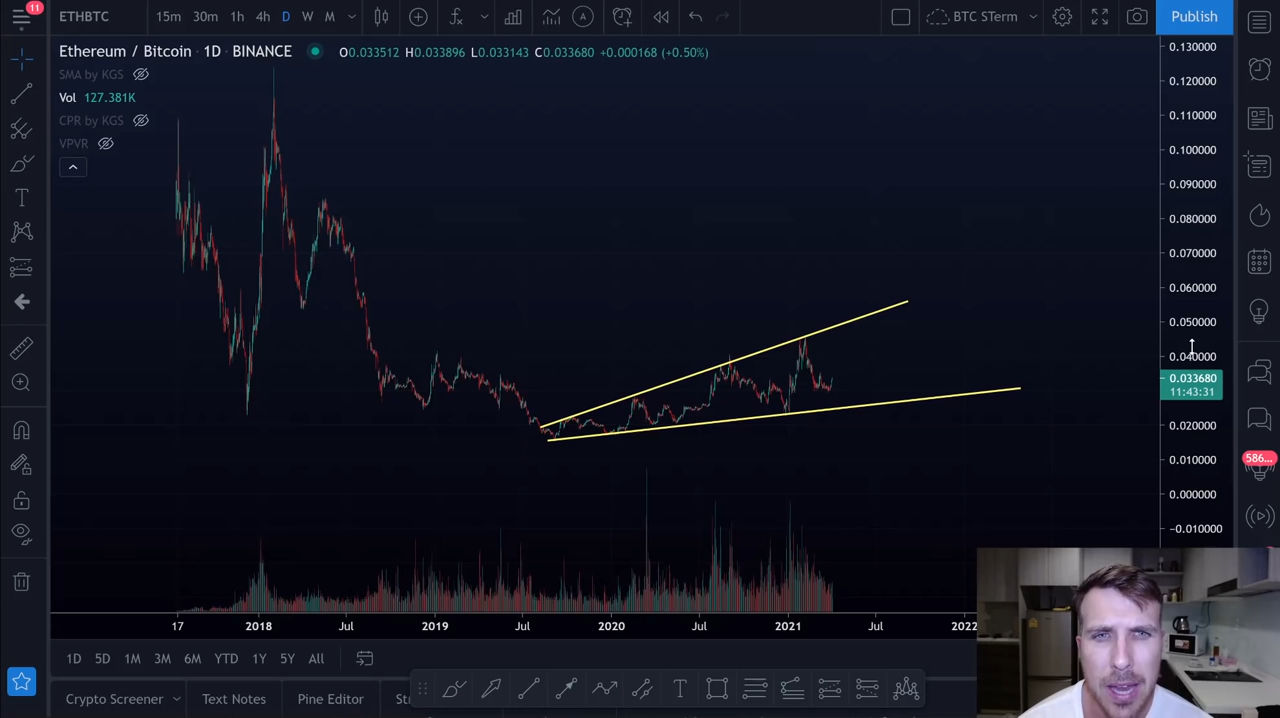 11
ETHBTC
15m 30m 1h 4h D W M
BTC STerm
Publish
Ethereum / Bitcoin · 1D · BINANCE
O0.033512 H0.033896 L0.033143 C0.033680 +0.000168 (+0.50%)
SMA by KGS
Vol 127.381K
CPR by KGS
VPVR
0.130000
0.120000
0.110000
0.100000
0.090000
0.080000
0.070000
0.060000
0.050000
0.040000
0.033680
11:43:31
0.020000
0.010000
0.000000
−0.010000
586...
17 2018 Jul 2019 Jul 2020 Jul 2021 Jul 2022
1D 5D 1M 3M 6M YTD 1Y 5Y All
Crypto Screener Text Notes Pine Editor